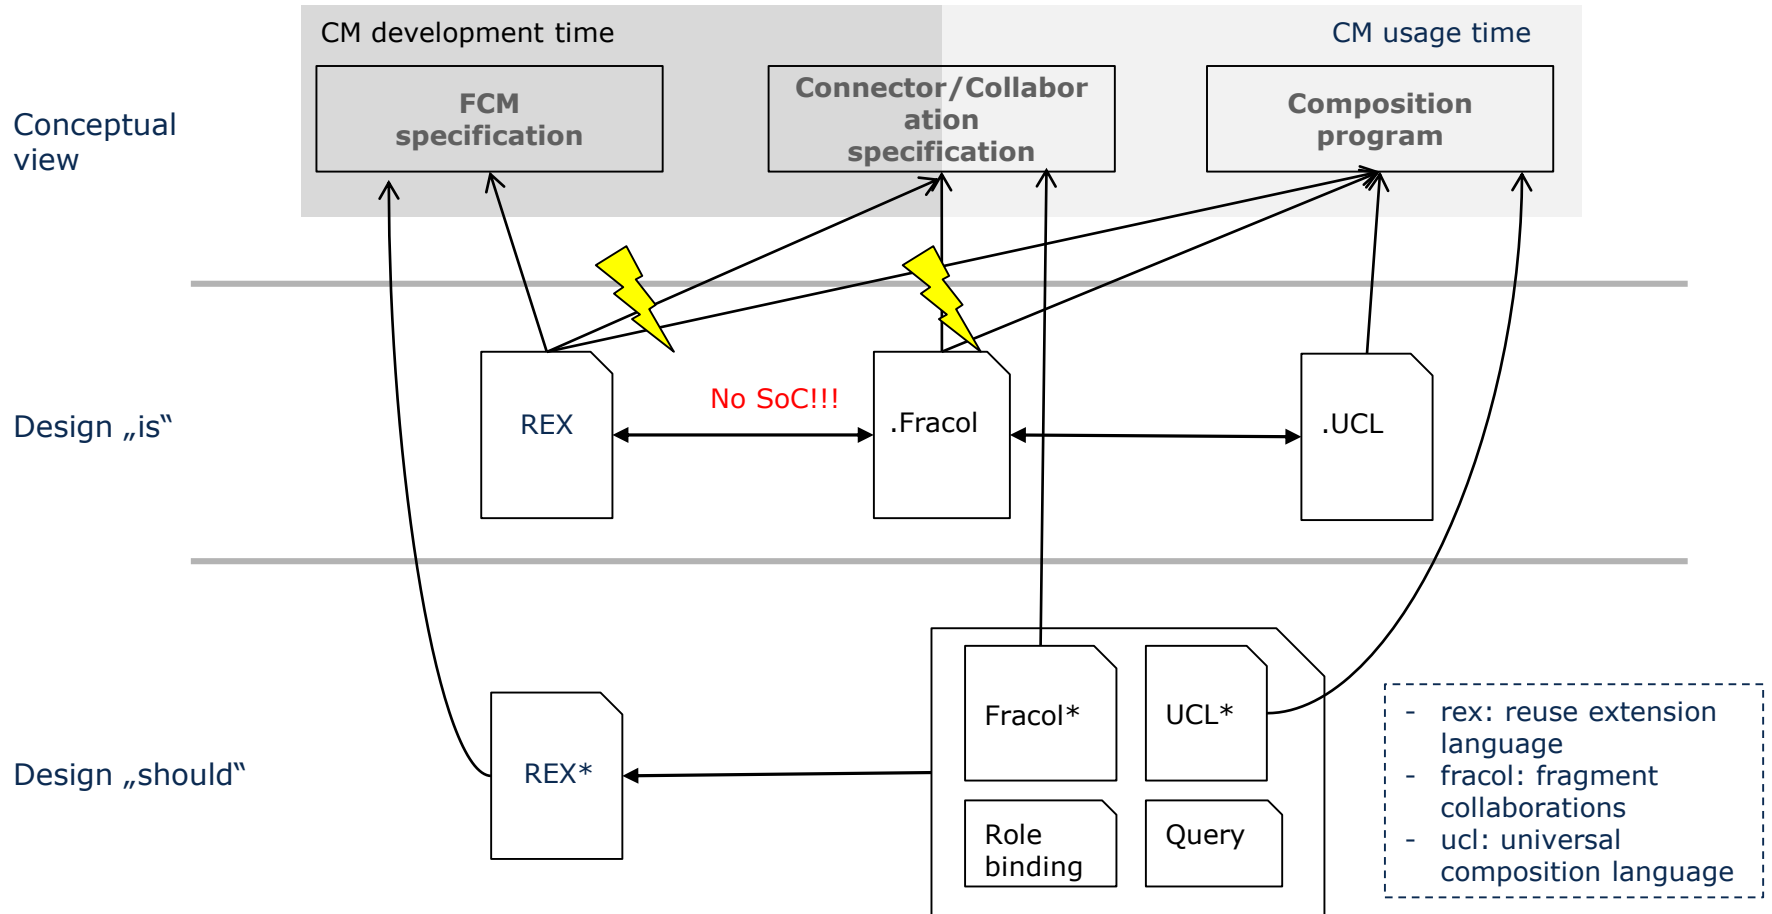 CM development time
CM usage time
FCM
specification
Connector/Collabor
ation
specification
Composition
program
Conceptual
view
No SoC!!!
REX
.Fracol
.UCL
Design „is“
Fracol*
UCL*
REX*
Role
binding
Query
Design „should“
- rex: reuse extension
language
- fracol: fragment
collaborations
- ucl: universal
composition language